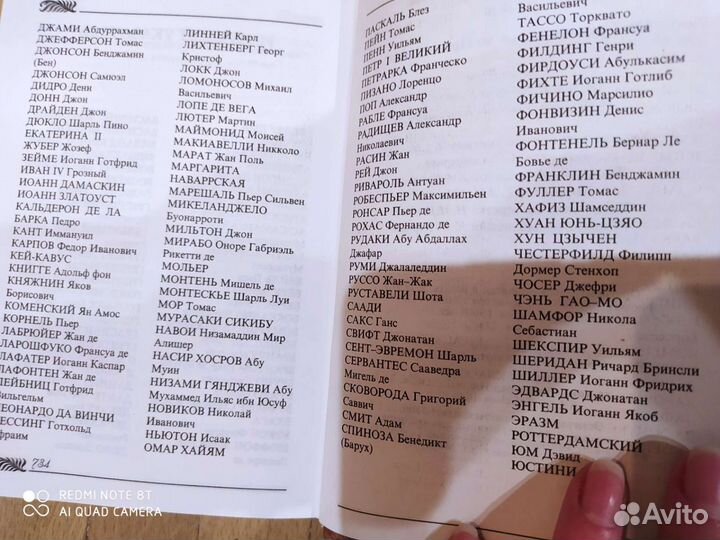 ДЖАМИ Абдуррахман
ДЖЕФФЕРСОН Томас
ДЖОНСОН Бенджамин
(Бен)
ДЖОНСОН Самюэл
ДИДРО Дени
ДОНН Джон
ДРАЙДЕН Джон
ДЮКЛО Шарль Пино
ЕКАТЕРИНА II
ЖУБЕР Жозеф
ЗЕЙМЕ Иоганн Готфрид
ИВАН IV Грозный
ИОАНН ДАМАСКИН
ИОАНН ЗЛАТОУСТ
КАЛЬДЕРОН ДЕ ЛА
БАРКА Педро
КАНТ Иммануил
КАРПОВ Федор Иванович
КЕЙ-КАВУС
КНИГГЕ Адольф фон
КНЯЖНИН Яков
Борисович
КОМЕНСКИЙ Ян Амос
КОРНЕЛЬ Пьер
ЛАБРЮЙЕР Жан де
ЛАРОШФУКО Франсуа де
ЛАФАТЕР Иоганн Каспар
ЛАФОНТЕН Жан де
ЛЕЙБНИЦ Готфрид
Вильгельм
ЛЕОНАРДО ДА ВИНЧИ
ЛЕССИНГ Готхольд
Эфраим
ЛИННЕЙ Карл
ЛИХТЕНБЕРГ Георг
Кристоф
ЛОКК Джон
ЛОМОНОСОВ Михаил
Васильевич
ЛОПЕ ДЕ ВЕГА
ЛЮТЕР Мартин
МАЙМОНИД Моисей
МАКИАВЕЛЛИ Никколо
МАРАТ Жан Поль
МАРГАРИТА
НАВАРРСКАЯ
МАРЕШАЛЬ Пьер Сильвен
МИКЕЛАНДЖЕЛО
Буонарроти
МИЛЬТОН Джон
МИРАБО Оноре Габриэль
Рикетти де
МОЛЬЕР
МОНТЕНЬ Мишель де
МОНТЕСКЬЕ Шарль Луи
МОР Томас
МУРАСАКИ СИКИБУ
НАВОИ Низамаддин Мир
Алишер
НАСИР ХОСРОВ Абу
Муин
НИЗАМИ ГЯНДЖЕВИ Абу
Мухаммед Ильяс ибн Юсуф
НОВИКОВ Николай
Иванович
НЬЮТОН Исаак
ОМАР ХАЙЯМ
734
ПАСКАЛЬ Блез
ПЕЙН Томас
ПЕНН Уильям
ПЕТР I ВЕЛИКИЙ
ПЕТРАРКА Франческо
ПИЗАНО Лоренцо
ПОП Александр
РАБЛЕ Франсуа
РАДИЩЕВ Александр
Николаевич
РАСИН Жан
РЕЙ Джон
РИВАРОЛЬ Антуан
РОБЕСПЬЕР Максимильен
РОНСАР Пьер де
РОХАС Фернандо де
РУДАКИ Абу Абдаллах
Джафар
РУМИ Джалаледдин
РУССО Жан–Жак
РУСТАВЕЛИ Шота
СААДИ
САКС Ганс
СВИФТ Джонатан
СЕНТ–ЭВРЕМОН Шарль
СЕРВАНТЕС Сааведра
Мигель де
СКОВОРОДА Григорий
Саввич
СМИТ Адам
СПИНОЗА Бенедикт
(Барух)
Васильевич
ТАССО Торквато
ФЕНЕЛОН Франсуа
ФИЛДИНГ Генри
ФИРДОУСИ Абулькасим
ФИХТЕ Иоганн Готлиб
ФИЧИНО Марсилио
ФОНВИЗИН Денис
Иванович
ФОНТЕНЕЛЬ Бернар Ле
Бовье де
ФРАНКЛИН Бенджамин
ФУЛЛЕР Томас
ХАФИЗ Шамседдин
ХУАН ЮНЬ-ЦЗЯО
ХУН ЦЗЫЧЕН
ЧЕСТЕРФИЛД Филипп
Дормер Стенхоп
ЧОСЕР Джефри
ЧЭНЬ ГАО–МО
ШАМФОР Никола
Себастиан
ШЕКСПИР Уильям
ШЕРИДАН Ричард Бринсли
ШИЛЛЕР Иоганн Фридрих
ЭДВАРДС Джонатан
ЭНГЕЛЬ Иоганн Якоб
ЭРАЗМ
РОТТЕРДАМСКИЙ
ЮМ Дэвид
ЮСТИНИ
REDMI NOTE 8T
AI QUAD CAMERA
Avito